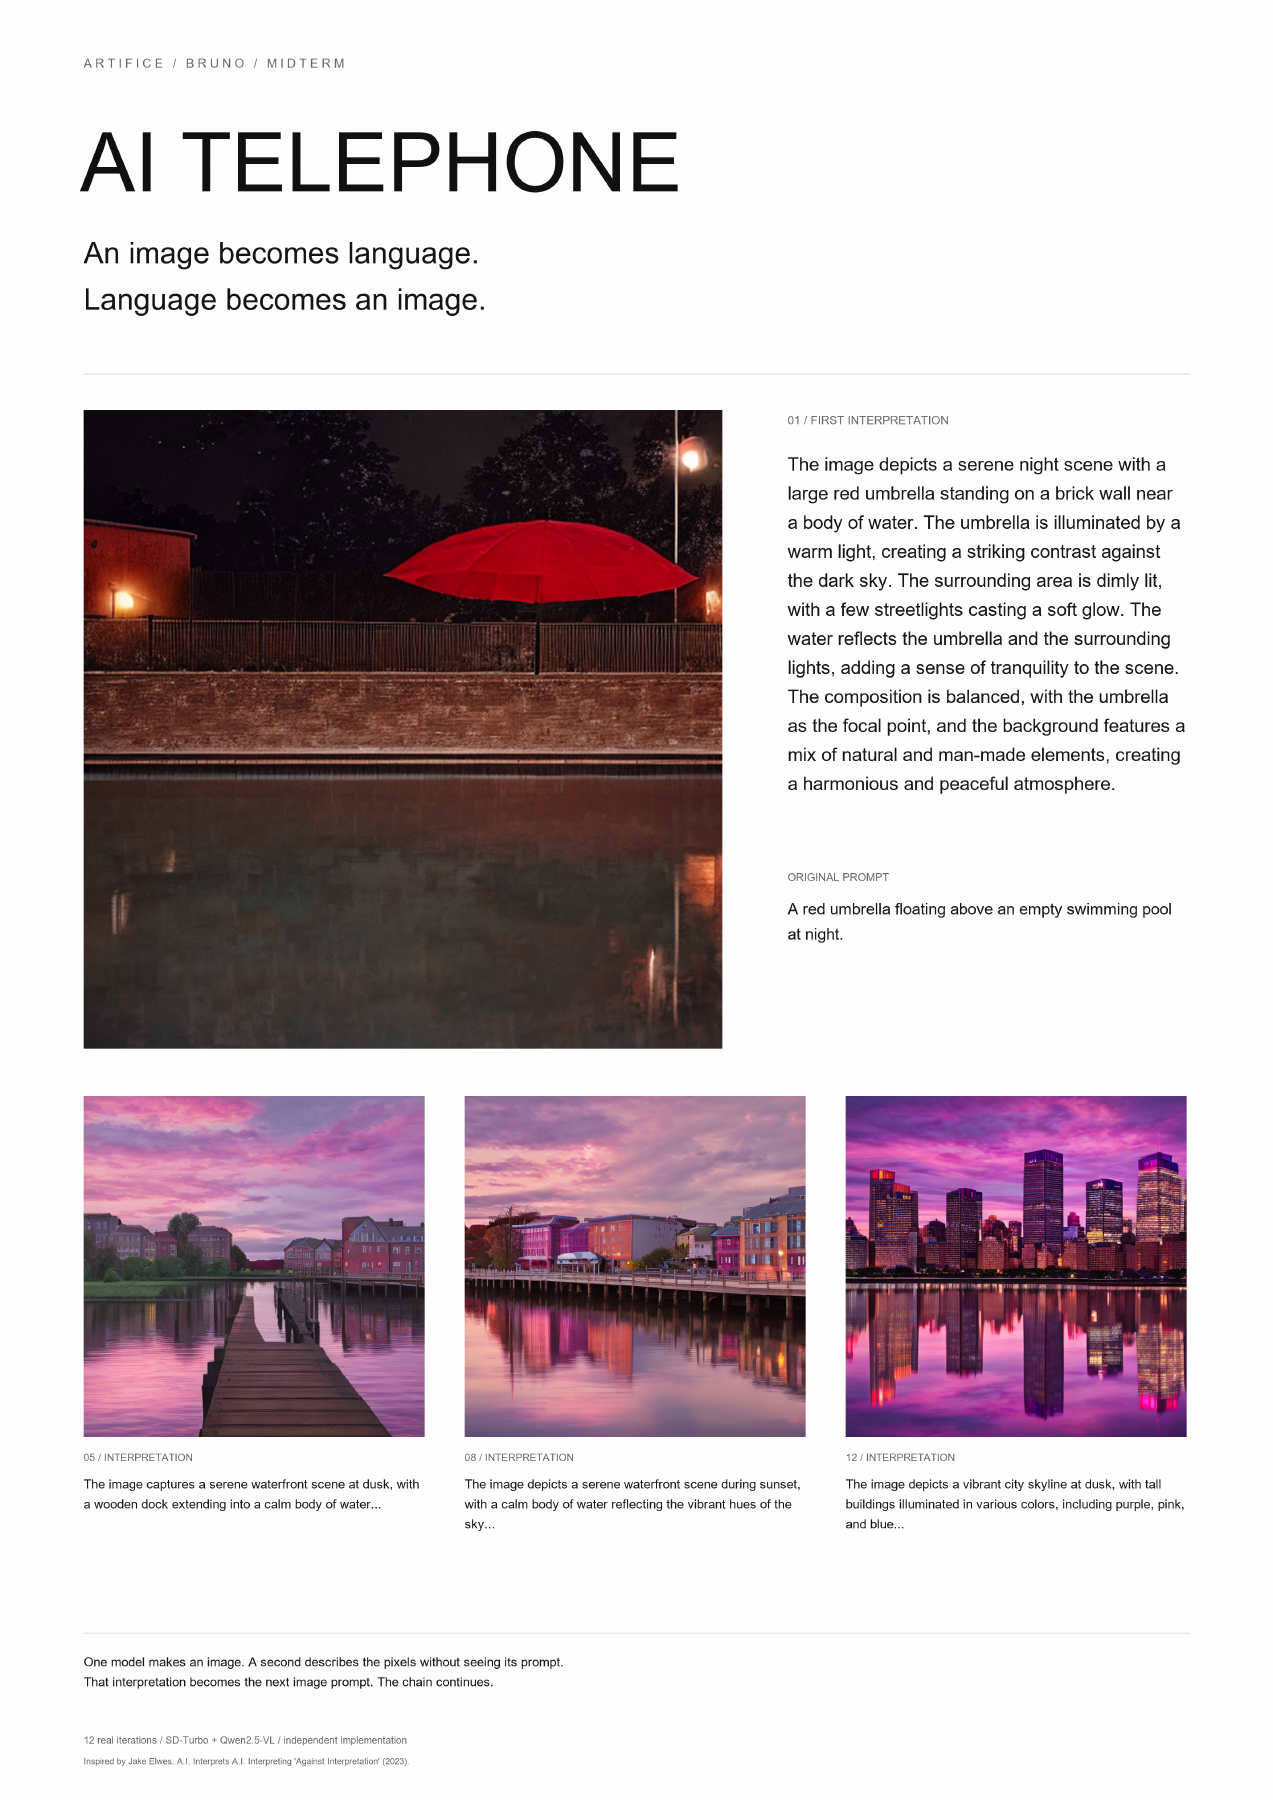 ARTIFICE / BRUNO / MIDTERM
AI TELEPHONE
An image becomes language.
Language becomes an image.
01 / FIRST INTERPRETATION
The image depicts a serene night scene with a
large red umbrella standing on a brick wall near
a body of water. The umbrella is illuminated by a
warm light, creating a striking contrast against
the dark sky. The surrounding area is dimly lit,
with a few streetlights casting a soft glow. The
water reflects the umbrella and the surrounding
lights, adding a sense of tranquility to the scene.
The composition is balanced, with the umbrella
as the focal point, and the background features a
mix of natural and man-made elements, creating
a harmonious and peaceful atmosphere.
ORIGINAL PROMPT
A red umbrella floating above an empty swimming pool
at night.
05 / INTERPRETATION
The image captures a serene waterfront scene at dusk, with
a wooden dock extending into a calm body of water...
08 / INTERPRETATION
The image depicts a serene waterfront scene during sunset,
with a calm body of water reflecting the vibrant hues of the
sky...
12 / INTERPRETATION
The image depicts a vibrant city skyline at dusk, with tall
buildings illuminated in various colors, including purple, pink,
and blue...
One model makes an image. A second describes the pixels without seeing its prompt.
That interpretation becomes the next image prompt. The chain continues.
12 real iterations / SD-Turbo + Qwen2.5-VL / independent implementation
Inspired by Jake Elwes, A.I. Interprets A.I. Interpreting 'Against Interpretation' (2023).